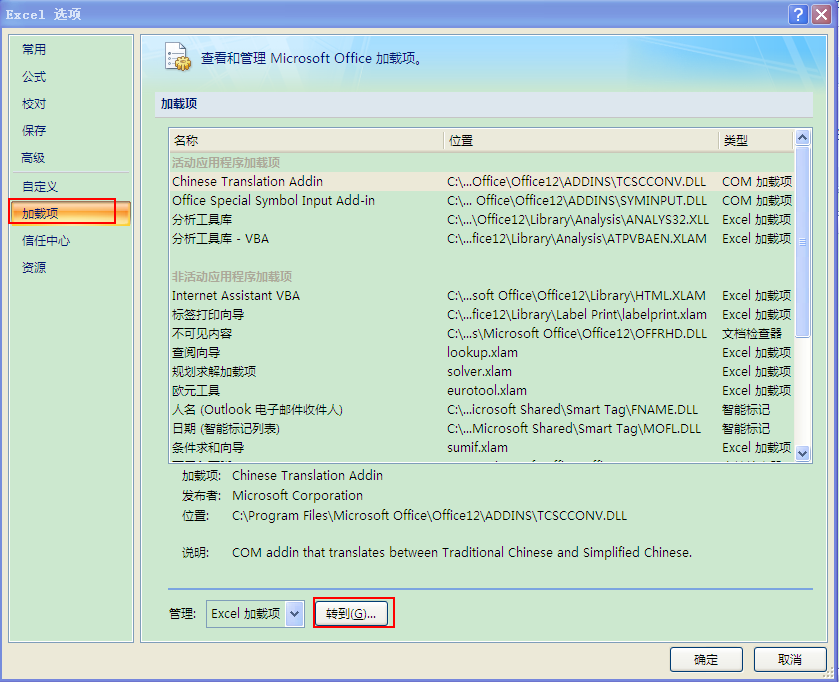 Excel 选项
常用
公式
校对
保存
高级
自定义
加载项
信任中心
资源
查看和管理 Microsoft Office 加载项。
加载项
名称 位置 类型
活动应用程序加载项
Chinese Translation Addin C:\...Office\Office12\ADDINS\TCSCCONV.DLL COM 加载项
Office Special Symbol Input Add-in C:\... Office\Office12\ADDINS\SYMINPUT.DLL COM 加载项
分析工具库 C:\...\Office12\Library\Analysis\ANALYS32.XLL Excel 加载项
分析工具库 - VBA C:\...fice12\Library\Analysis\ATPVBAEN.XLAM Excel 加载项
非活动应用程序加载项
Internet Assistant VBA C:\...soft Office\Office12\Library\HTML.XLAM Excel 加载项
标签打印向导 C:\...fice12\Library\Label Print\labelprint.xlam Excel 加载项
不可见内容 C:\...s\Microsoft Office\Office12\OFFRHD.DLL 文档检查器
查阅向导 lookup.xlam Excel 加载项
规划求解加载项 solver.xlam Excel 加载项
欧元工具 eurotool.xlam Excel 加载项
人名 (Outlook 电子邮件收件人) C:\...icrosoft Shared\Smart Tag\FNAME.DLL 智能标记
日期 (智能标记列表) C:\...Microsoft Shared\Smart Tag\MOFL.DLL 智能标记
条件求和向导 sumif.xlam Excel 加载项
加载项: Chinese Translation Addin
发布者: Microsoft Corporation
位置: C:\Program Files\Microsoft Office\Office12\ADDINS\TCSCCONV.DLL
说明: COM addin that translates between Traditional Chinese and Simplified Chinese.
管理: Excel 加载项 转到(G)...
确定 取消